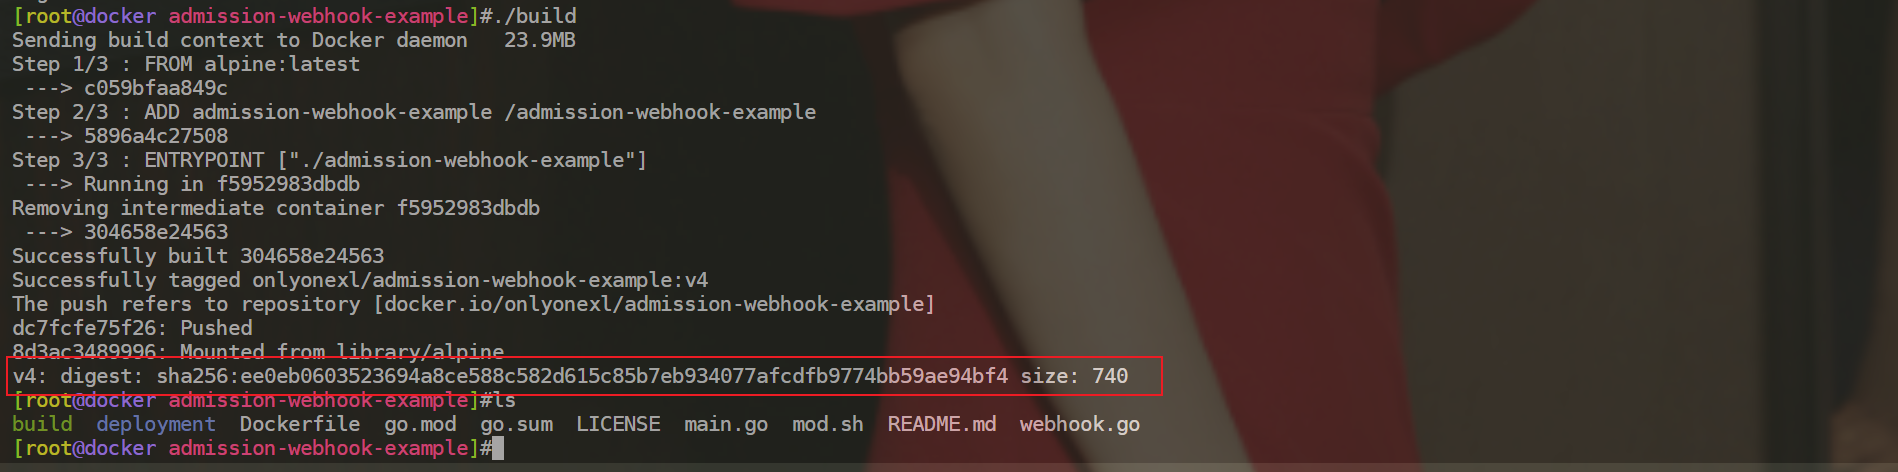 [root@docker admission-webhook-example]#./build
Sending build context to Docker daemon   23.9MB
Step 1/3 : FROM alpine:latest
 ---> c059bfaa849c
Step 2/3 : ADD admission-webhook-example /admission-webhook-example
 ---> 5896a4c27508
Step 3/3 : ENTRYPOINT ["./admission-webhook-example"]
 ---> Running in f5952983dbdb
Removing intermediate container f5952983dbdb
 ---> 304658e24563
Successfully built 304658e24563
Successfully tagged onlyonexl/admission-webhook-example:v4
The push refers to repository [docker.io/onlyonexl/admission-webhook-example]
dc7fcfe75f26: Pushed
8d3ac3489996: Mounted from library/alpine
v4: digest: sha256:ee0eb0603523694a8ce588c582d615c85b7eb934077afcdfb9774bb59ae94bf4 size: 740
[root@docker admission-webhook-example]#ls
build  deployment  Dockerfile  go.mod  go.sum  LICENSE  main.go  mod.sh  README.md  webhook.go
[root@docker admission-webhook-example]#